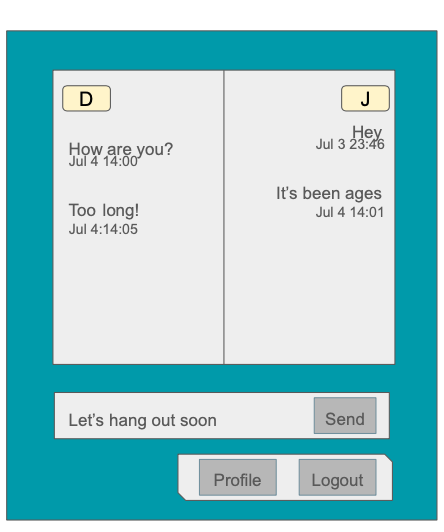 D
J
Hey
Jul 3 23:46
How are you?
Jul 4 14:00
It's been ages
Jul 4 14:01
Too long!
Jul 4:14:05
Let's hang out soon
Send
Profile
Logout